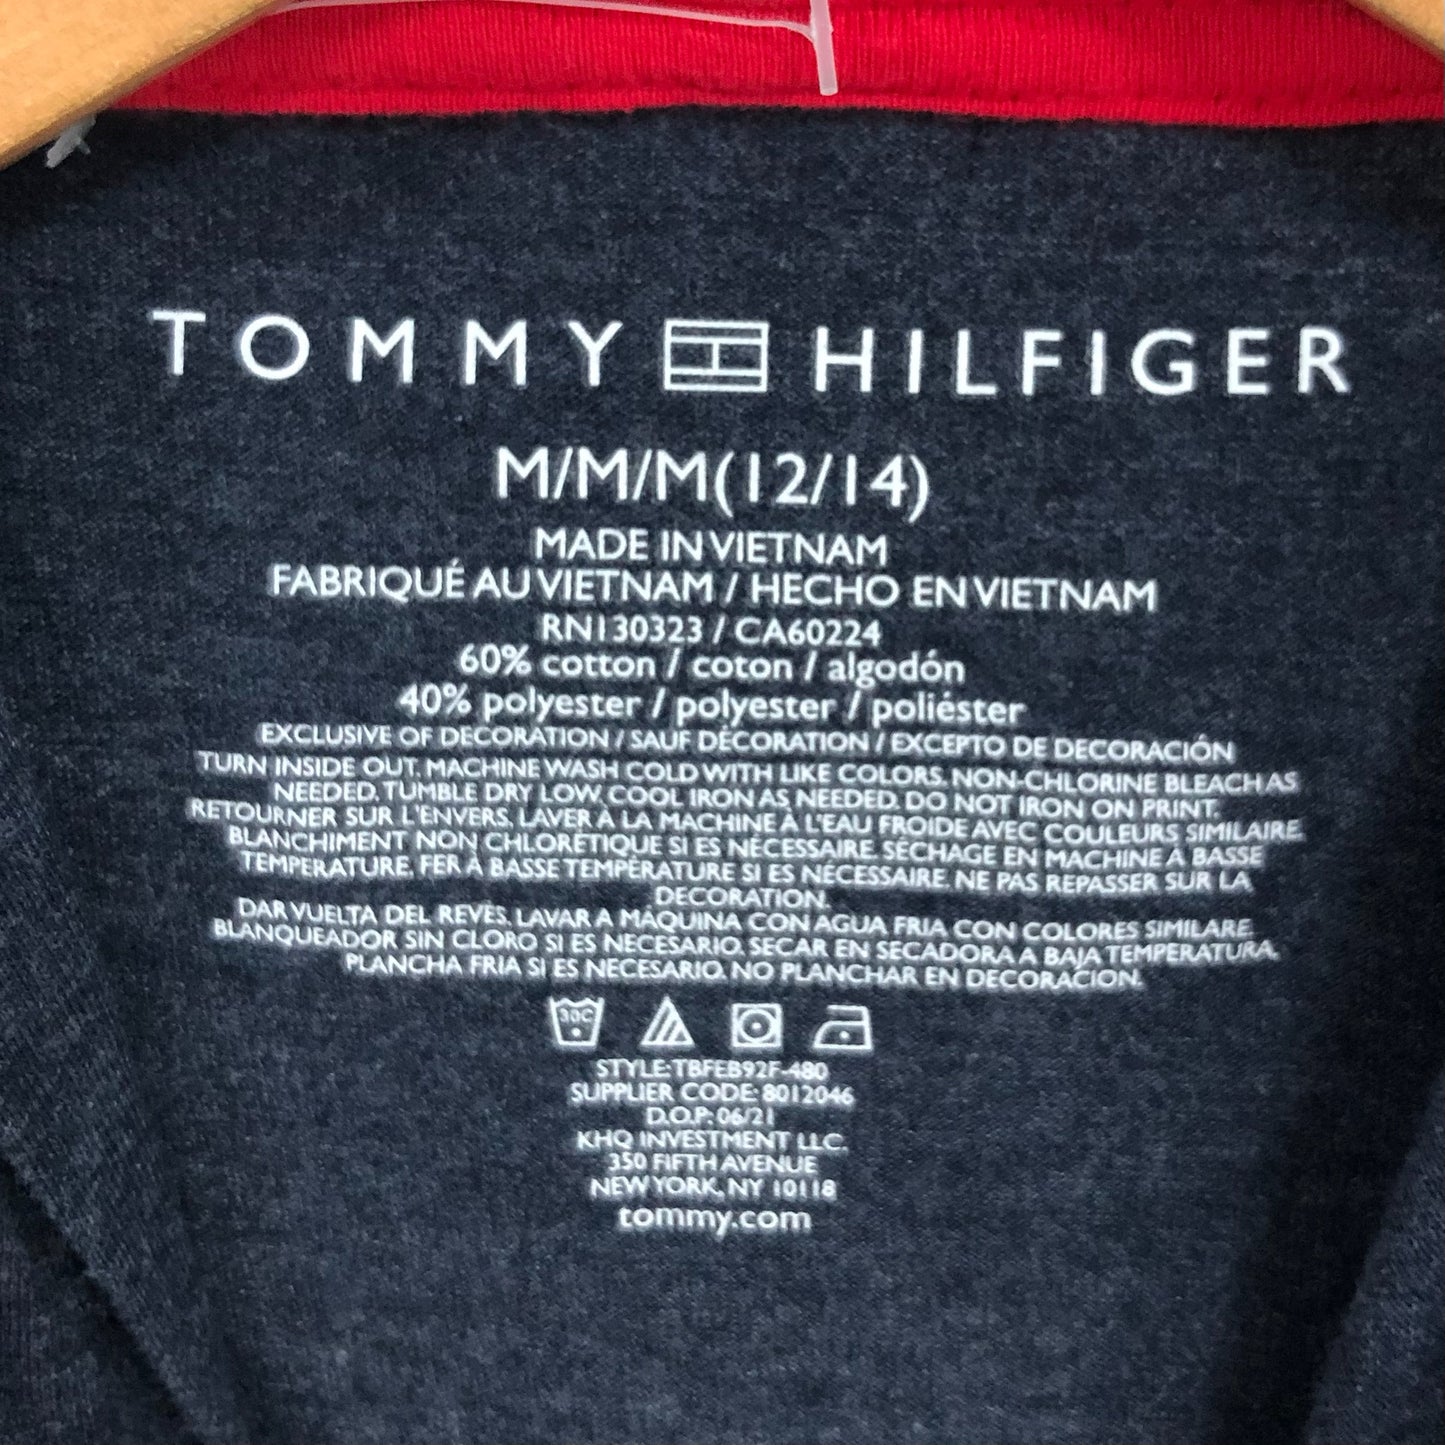 TOMMY HILFIGER
M/M/M(12/14)
MADE IN VIETNAM
FABRIQUÉ AU VIETNAM / HECHO EN VIETNAM
RN130323 / CA60224
60% cotton / coton / algodón
40% polyester / polyester / poliéster
EXCLUSIVE OF DECORATION / SAUF DÉCORATION / EXCEPTO DE DECORACIÓN
TURN INSIDE OUT. MACHINE WASH COLD WITH LIKE COLORS. NON-CHLORINE BLEACH AS
NEEDED. TUMBLE DRY LOW. COOL IRON AS NEEDED. DO NOT IRON ON PRINT.
RETOURNER SUR L'ENVERS. LAVER A LA MACHINE À L'EAU FROIDE AVEC COULEURS SIMILAIRE.
BLANCHIMENT NON CHLORÉTIQUE SI ES NÉCESSAIRE. SÉCHAGE EN MACHINE À BASSE
TEMPÉRATURE. FER À BASSE TEMPÉRATURE SI ES NÉCESSAIRE. NE PAS REPASSER SUR LA
DECORATION.
DAR VUELTA DEL REVÉS. LAVAR A MÁQUINA CON AGUA FRIA CON COLORES SIMILARE.
BLANQUEADOR SIN CLORO SI ES NECESARIO. SECAR EN SECADORA A BAJA TEMPERATURA.
PLANCHA FRIA SI ES NECESARIO. NO PLANCHAR EN DECORACIÓN.
30C
STYLE:TBFEB92F-480
SUPPLIER CODE: 8012046
D.O.P.: 06/21
KHQ INVESTMENT LLC.
350 FIFTH AVENUE
NEW YORK, NY 10118
tommy.com